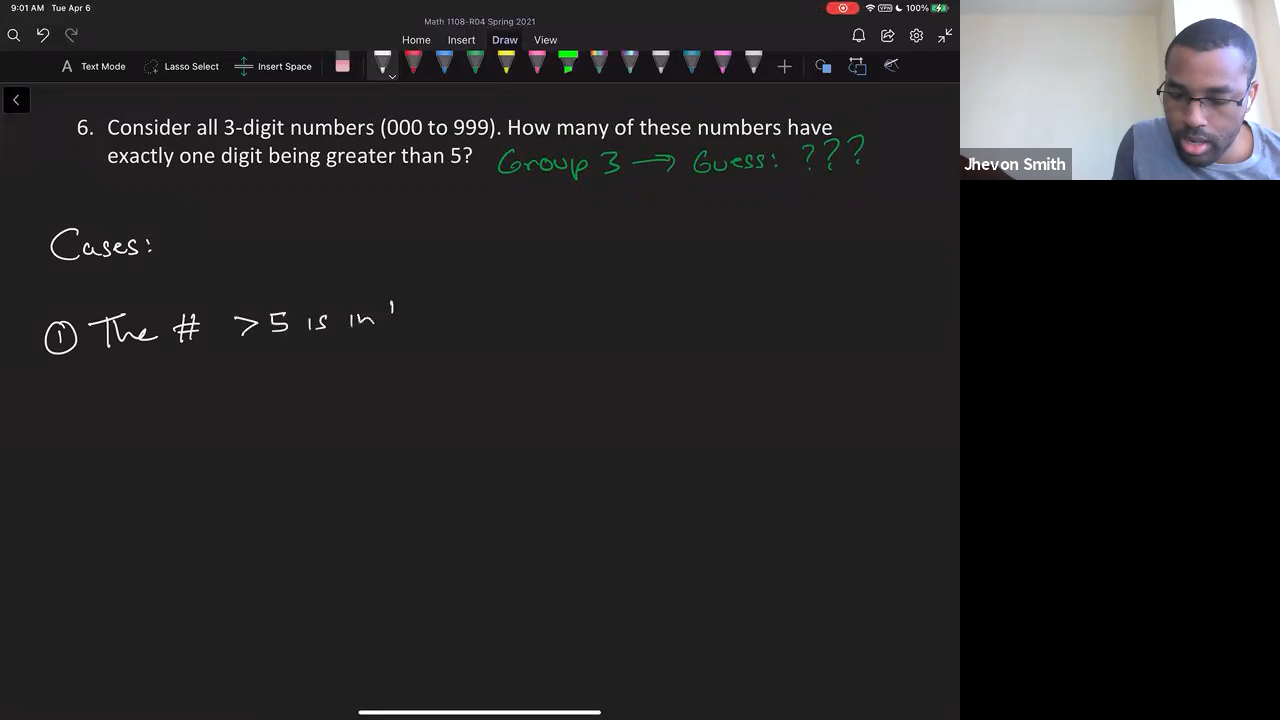 9:01 AM Tue Apr 6
VPN 100%
Math 1108-R04 Spring 2021
Home Insert Draw View
A Text Mode Lasso Select Insert Space
6. Consider all 3-digit numbers (000 to 999). How many of these numbers have
exactly one digit being greater than 5? Group 3 → Guess: ???
Jhevon Smith
Cases:
① The # > 5 is in